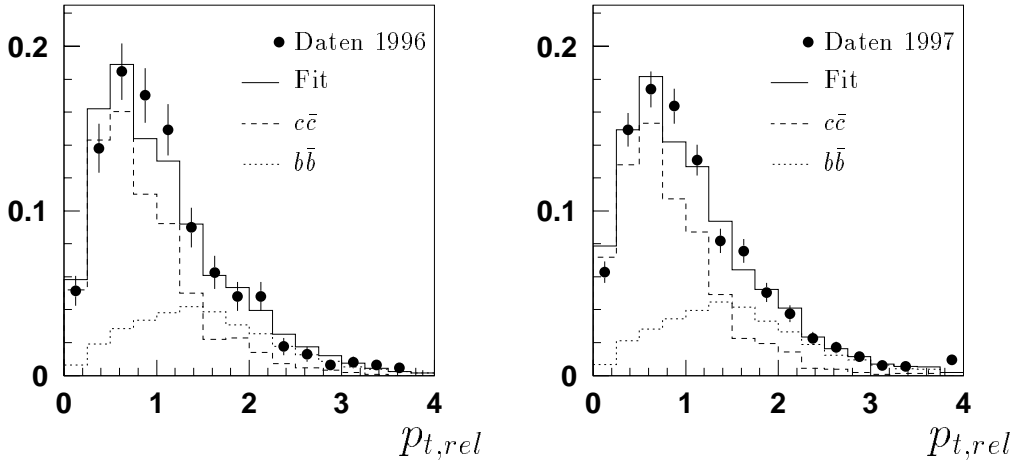 0.2
0.1
0
0 1 2 3 4
p_{t,rel}
Daten 1996
Fit
cc̄
bb̄
0.2
0.1
0
0 1 2 3 4
p_{t,rel}
Daten 1997
Fit
cc̄
bb̄